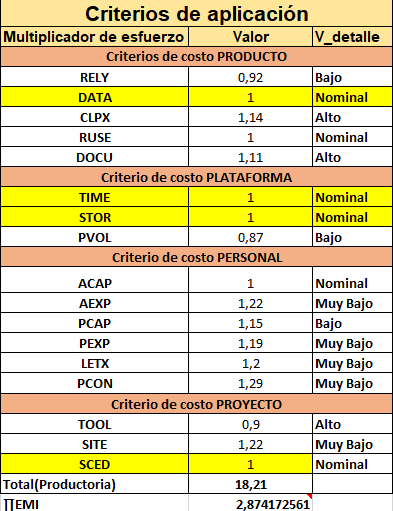 Criterios de aplicación
Multiplicador de esfuerzo Valor V_detalle
Criterios de costo PRODUCTO
RELY 0,92 Bajo
DATA 1 Nominal
CLPX 1,14 Alto
RUSE 1 Nominal
DOCU 1,11 Alto
Criterio de costo PLATAFORMA
TIME 1 Nominal
STOR 1 Nominal
PVOL 0,87 Bajo
Criterio de costo PERSONAL
ACAP 1 Nominal
AEXP 1,22 Muy Bajo
PCAP 1,15 Bajo
PEXP 1,19 Muy Bajo
LETX 1,2 Muy Bajo
PCON 1,29 Muy Bajo
Criterio de costo PROYECTO
TOOL 0,9 Alto
SITE 1,22 Muy Bajo
SCED 1 Nominal
Total(Productoria) 18,21
∏EMI 2,874172561